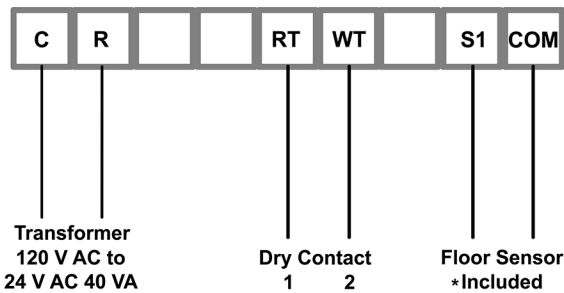 C R RT WT S1 COM
Transformer
120 V AC to
24 V AC 40 VA
Dry Contact
1 2
Floor Sensor
*Included